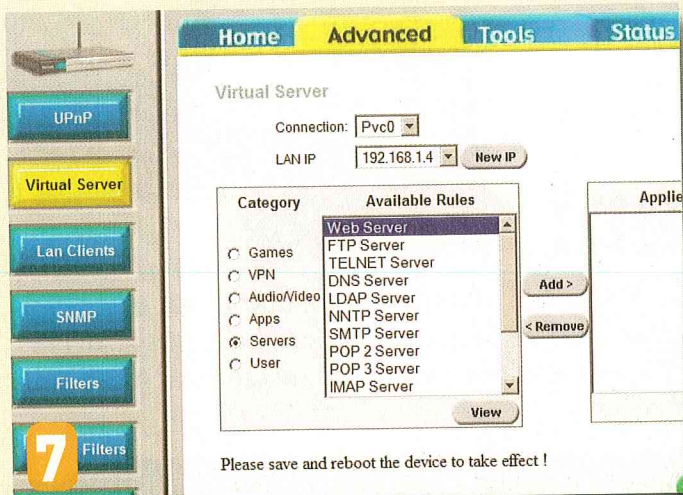 Home Advanced Tools Status
UPnP
Virtual Server
Lan Clients
SNMP
Filters
Filters
7
Virtual Server
Connection: Pvc0
LAN IP 192.168.1.4 New IP
Category
Games
VPN
Audio/Video
Apps
Servers
User
Available Rules
Web Server
FTP Server
TELNET Server
DNS Server
LDAP Server
NNTP Server
SMTP Server
POP 2 Server
POP 3 Server
IMAP Server
View
Add >
< Remove
Applie
Please save and reboot the device to take effect !